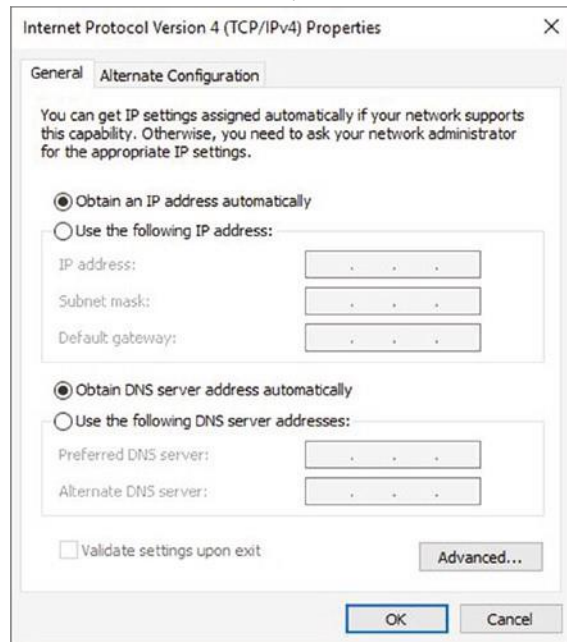 Internet Protocol Version 4 (TCP/IPv4) Properties
General
Alternate Configuration
You can get IP settings assigned automatically if your network supports
this capability. Otherwise, you need to ask your network administrator
for the appropriate IP settings.
Obtain an IP address automatically
Use the following IP address:
IP address:
Subnet mask:
Default gateway:
Obtain DNS server address automatically
Use the following DNS server addresses:
Preferred DNS server:
Alternate DNS server:
Validate settings upon exit
Advanced...
OK
Cancel